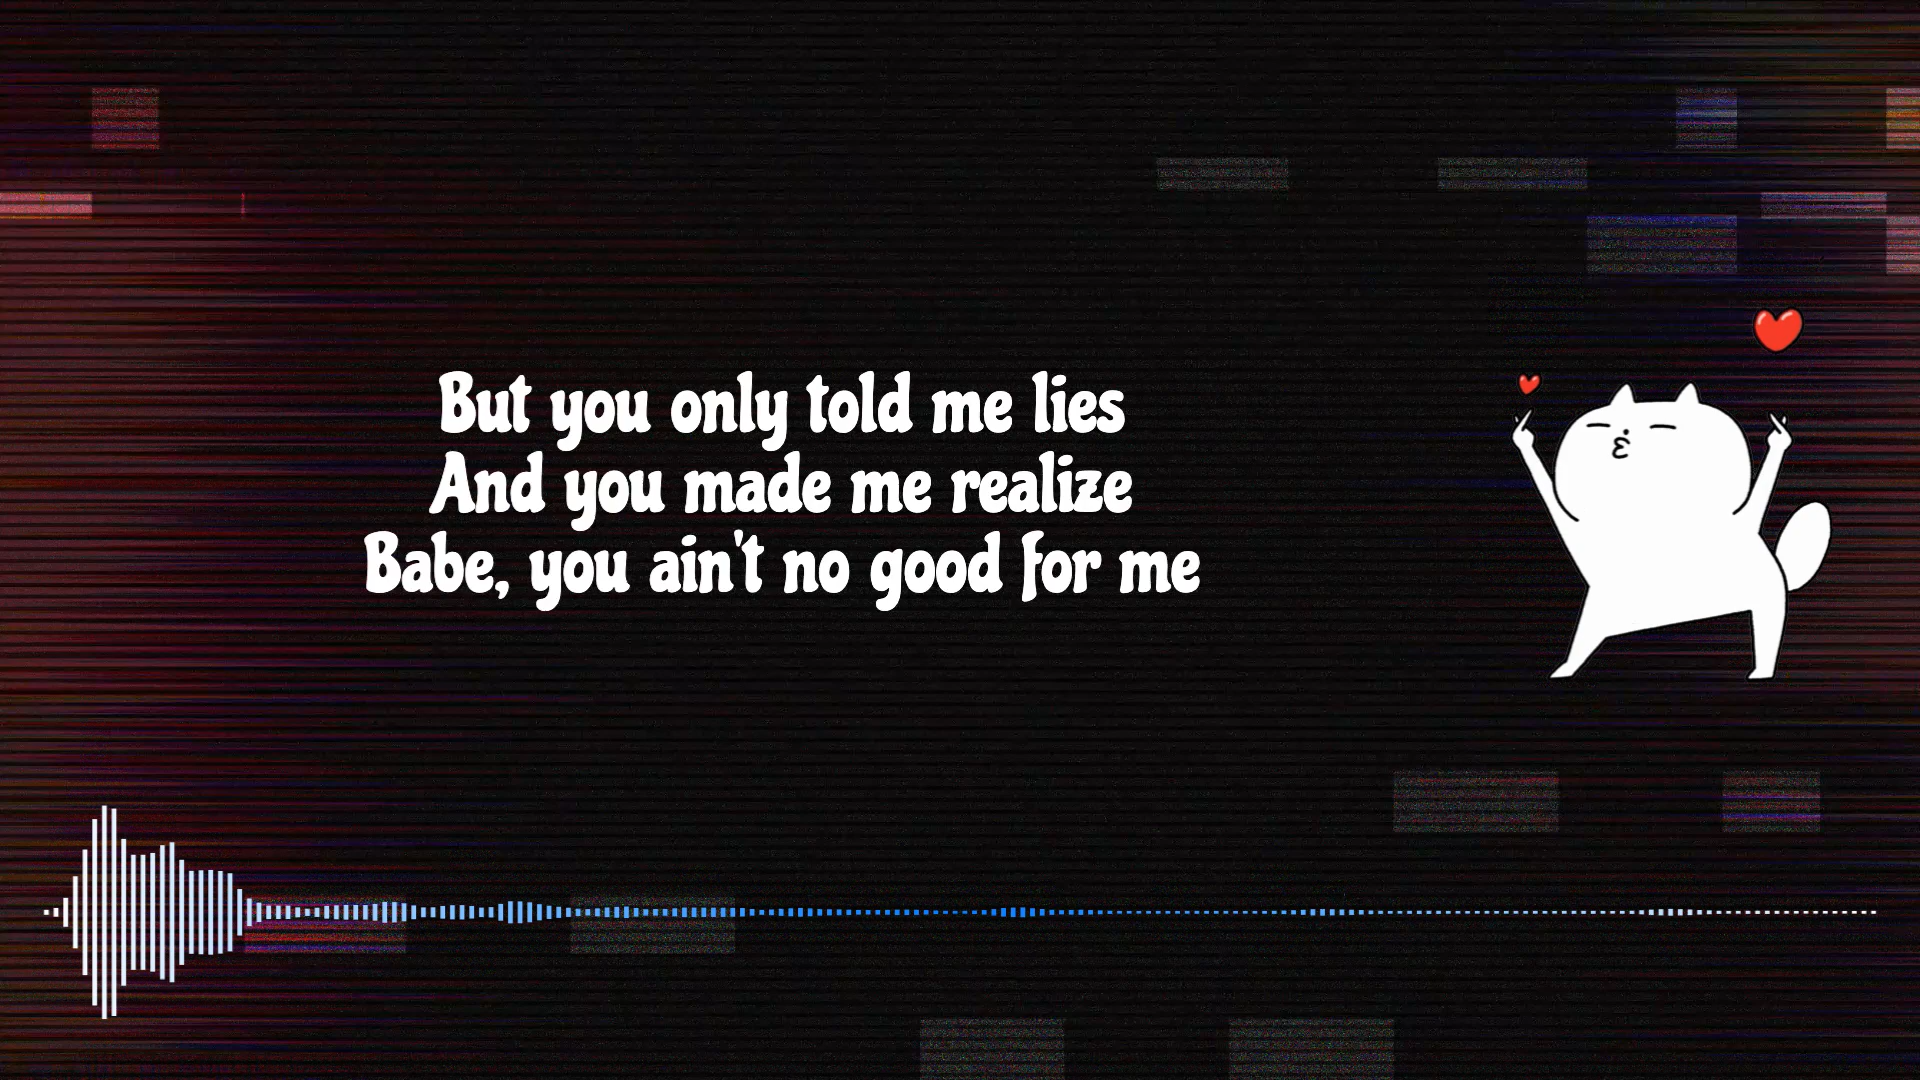 But you only told me lies
And you made me realize
Babe, you ain't no good for me